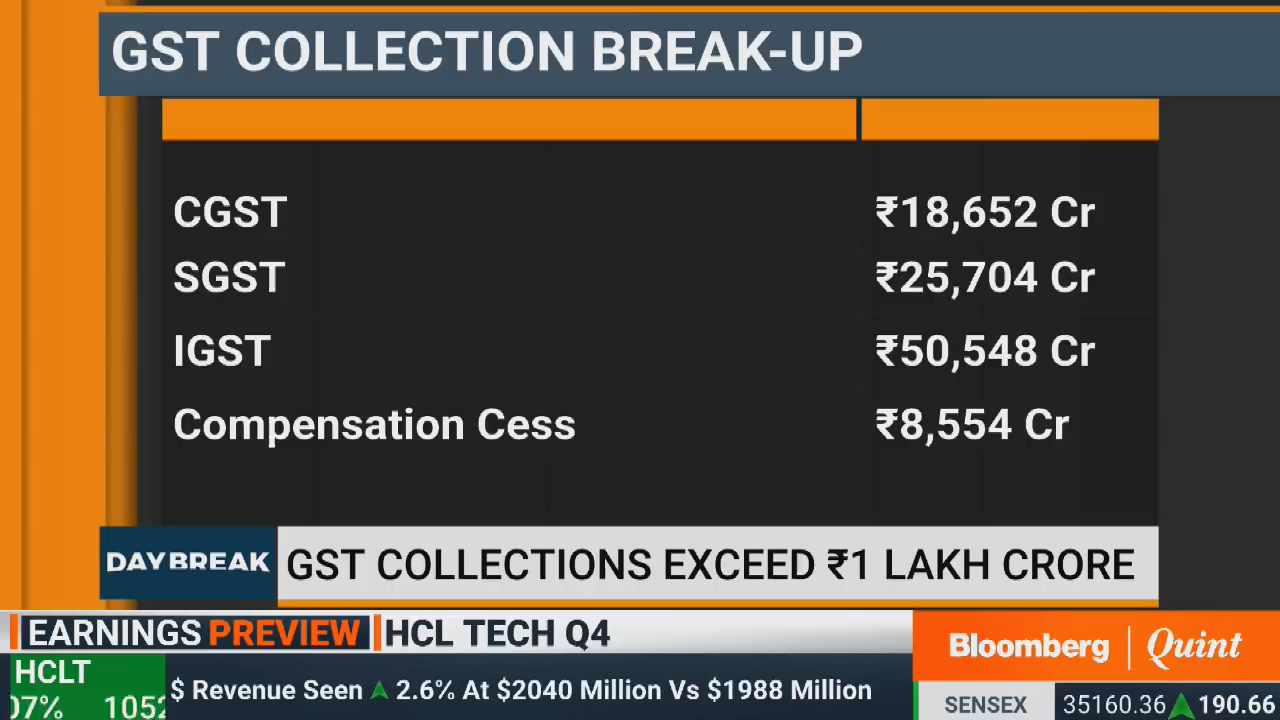 GST COLLECTION BREAK-UP
CGST ₹18,652 Cr
SGST ₹25,704 Cr
IGST ₹50,548 Cr
Compensation Cess ₹8,554 Cr
DAYBREAK GST COLLECTIONS EXCEED ₹1 LAKH CRORE
EARNINGS PREVIEW HCL TECH Q4
Bloomberg | Quint
HCLT
07% 1052
$ Revenue Seen ▲ 2.6% At $2040 Million Vs $1988 Million
SENSEX 35160.36 ▲ 190.66